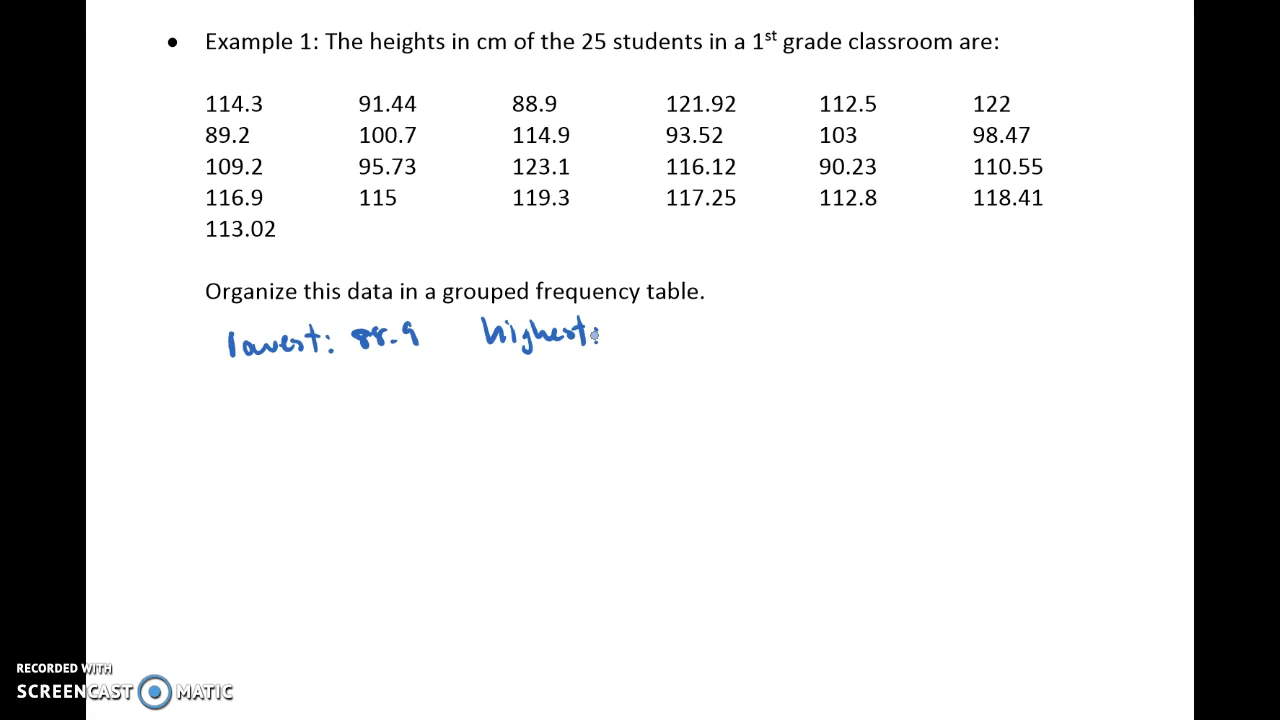 • Example 1: The heights in cm of the 25 students in a 1st grade classroom are:
114.3 91.44 88.9 121.92 112.5 122
89.2 100.7 114.9 93.52 103 98.47
109.2 95.73 123.1 116.12 90.23 110.55
116.9 115 119.3 117.25 112.8 118.41
113.02
Organize this data in a grouped frequency table.
lowest: 88.9 highest:
RECORDED WITH
SCREENCAST MATIC